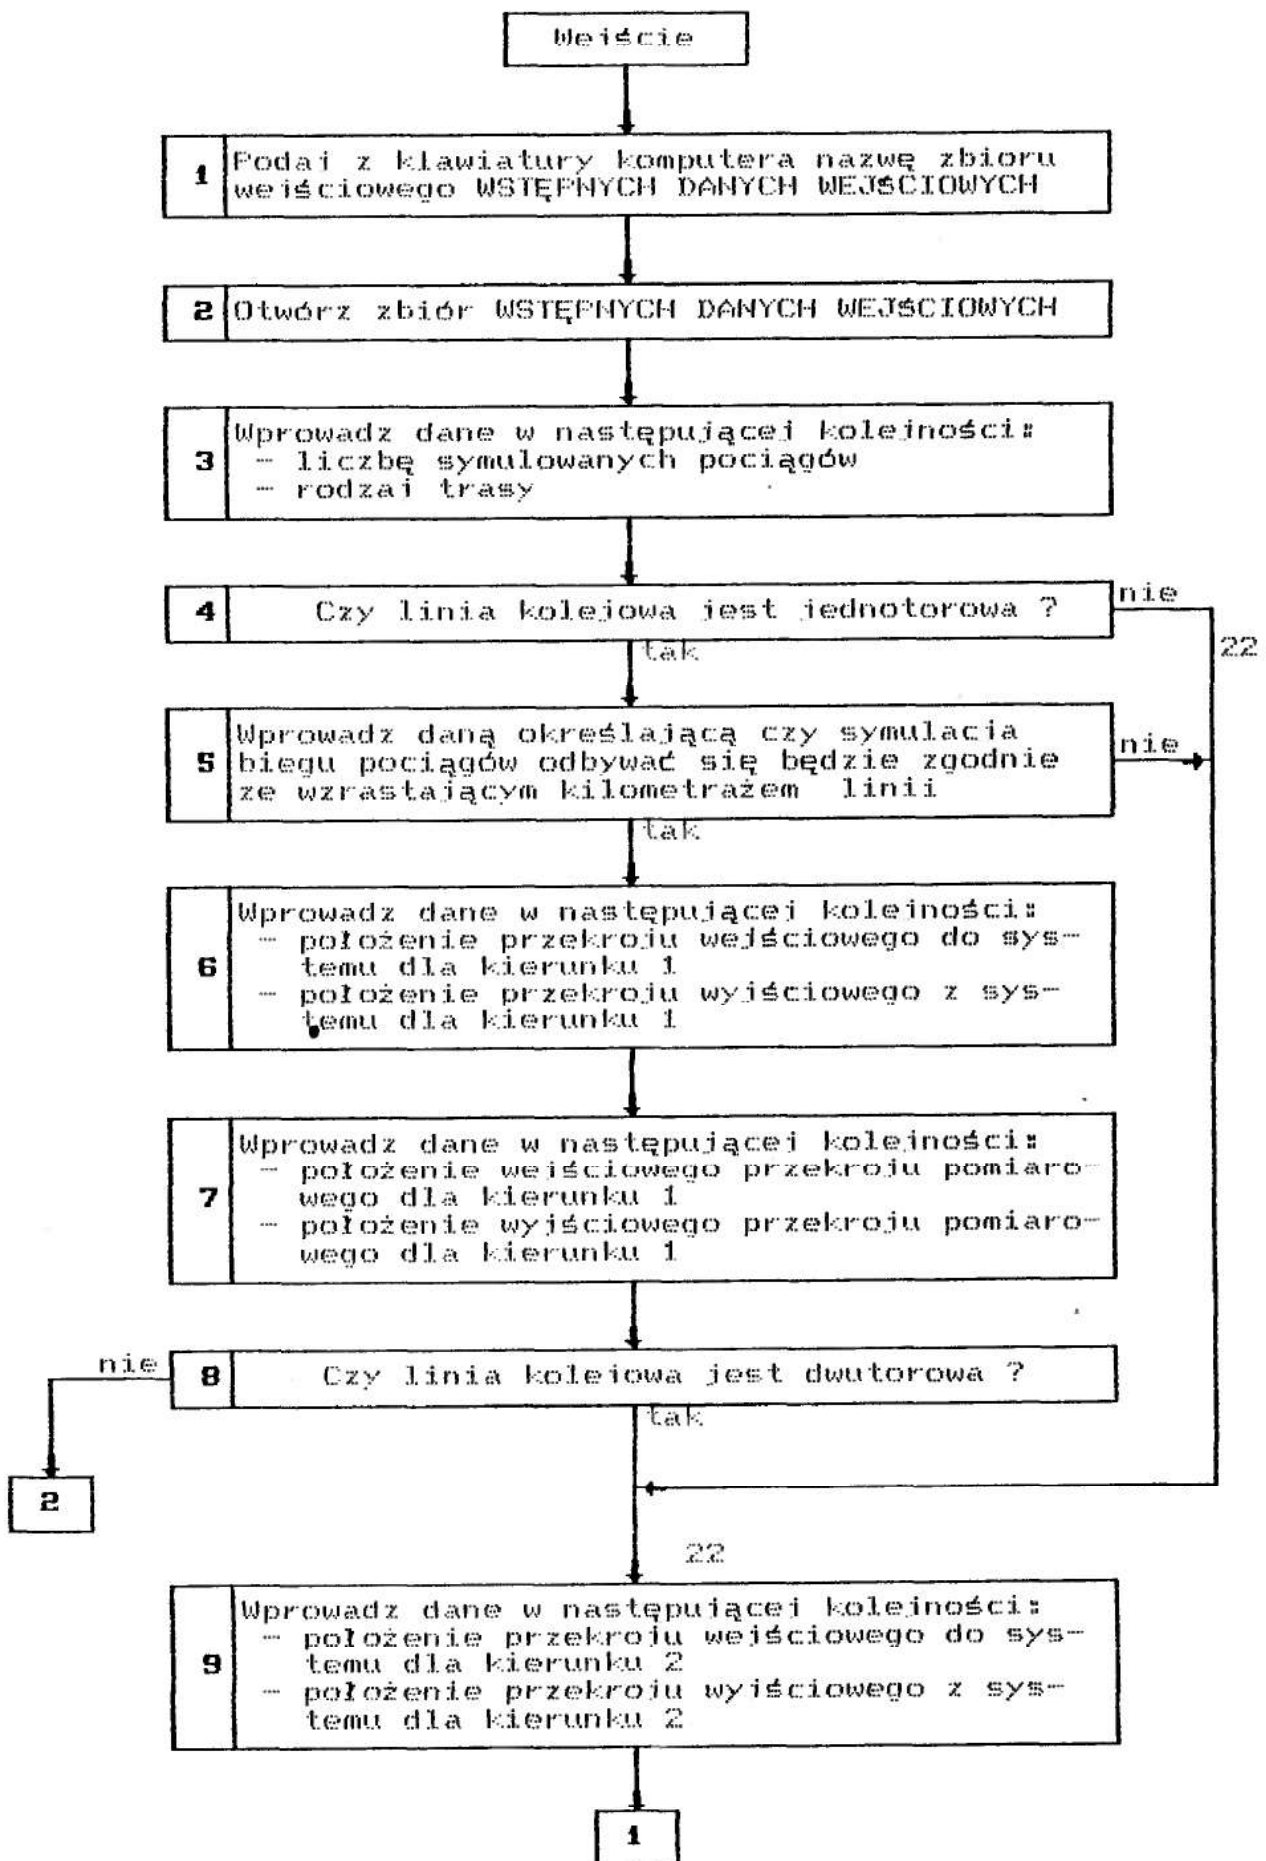 Wejście
1 Podaj z klawiatury komputera nazwę zbioru
wejściowego WSTĘPNYCH DANYCH WEJŚCIOWYCH
2 Otwórz zbiór WSTĘPNYCH DANYCH WEJŚCIOWYCH
3 Wprowadz dane w następującej kolejności:
– liczbę symulowanych pociągów
– rodzaj trasy
4 Czy linia kolejowa jest jednotorowa ?
nie
22
tak
5 Wprowadz daną określającą czy symulacja
biegu pociągów odbywać się będzie zgodnie
ze wzrastającym kilometrażem linii
nie
tak
6 Wprowadz dane w następującej kolejności:
– położenie przekroju wejściowego do sys-
temu dla kierunku 1
– położenie przekroju wyjściowego z sys-
temu dla kierunku 1
7 Wprowadz dane w następującej kolejności:
– położenie wejściowego przekroju pomiaro-
wego dla kierunku 1
– położenie wyjściowego przekroju pomiaro-
wego dla kierunku 1
nie
8 Czy linia kolejowa jest dwutorowa ?
tak
2
22
9 Wprowadz dane w następującej kolejności:
– położenie przekroju wejściowego do sys-
temu dla kierunku 2
– położenie przekroju wyjściowego z sys-
temu dla kierunku 2
1